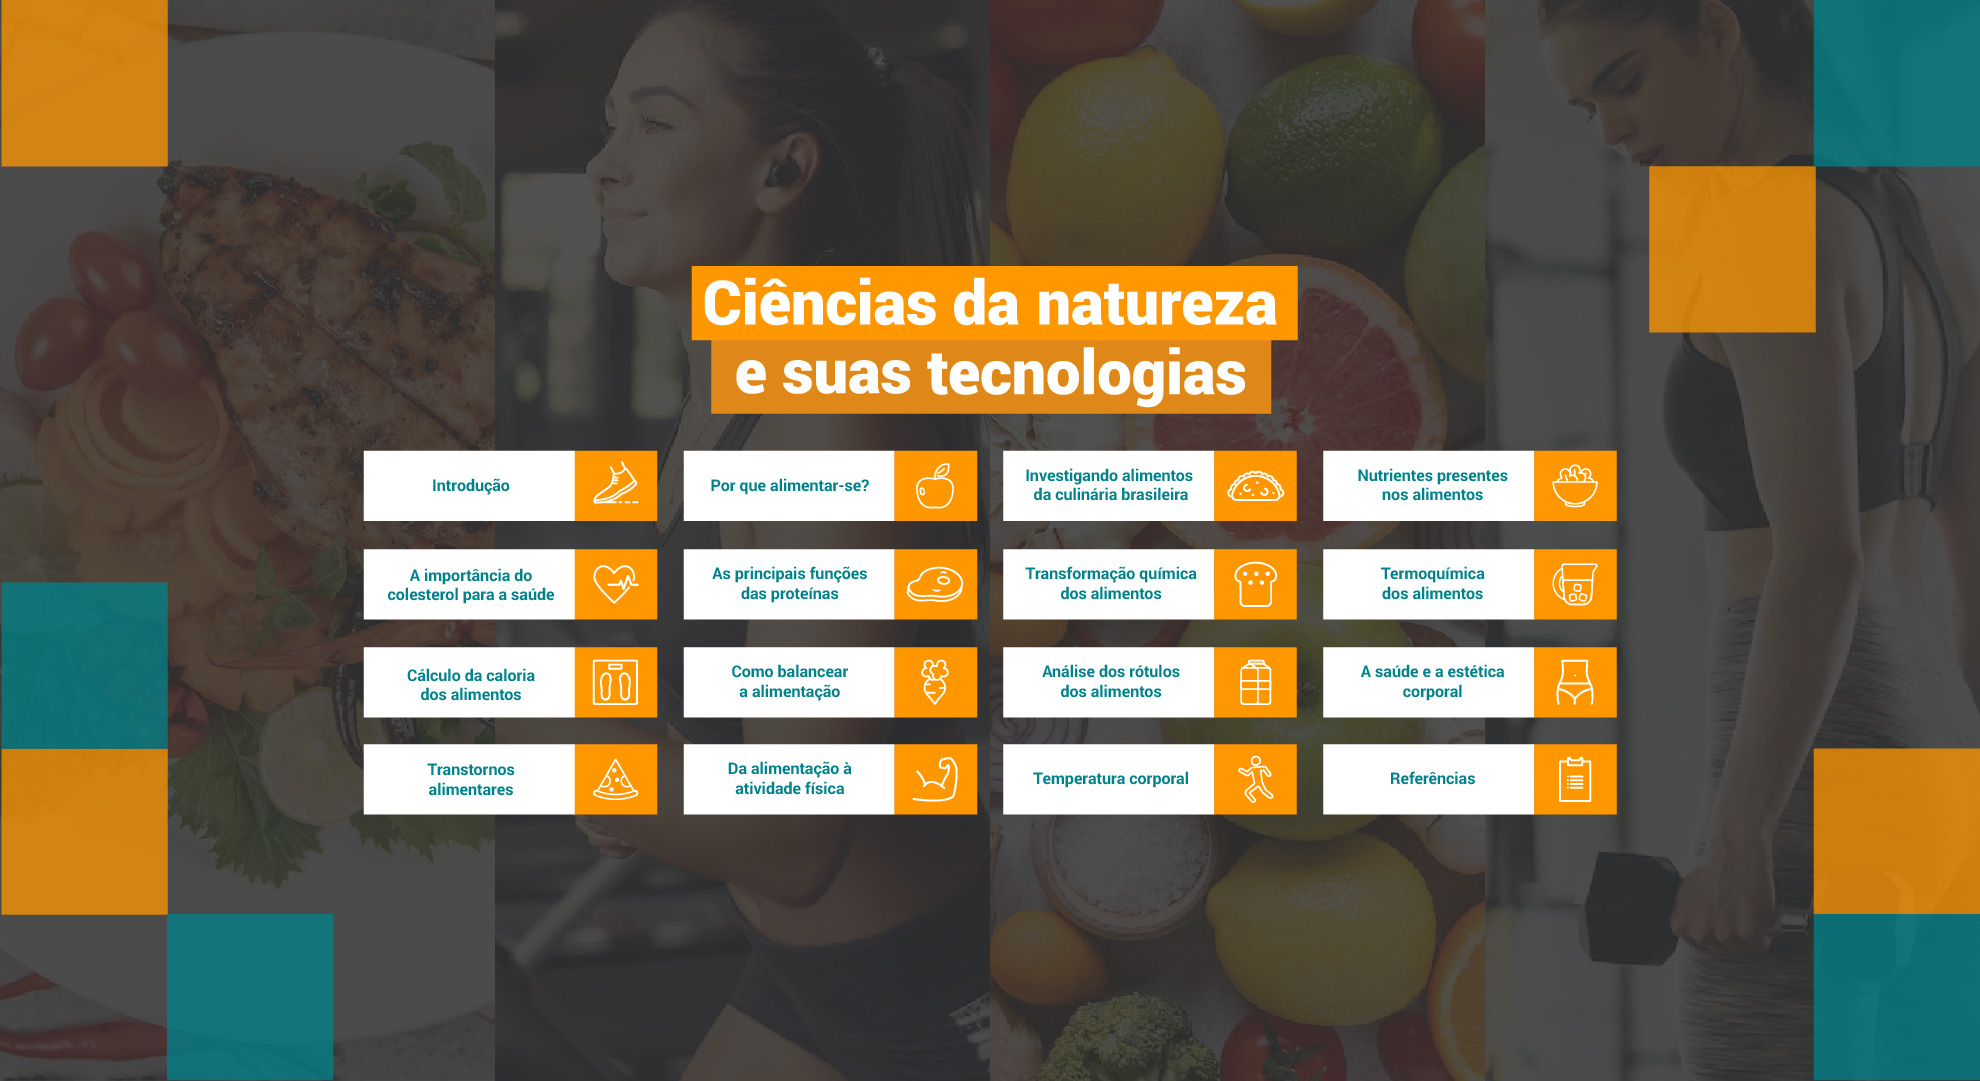 Ciências da natureza
e suas tecnologias
Introdução
Por que alimentar-se?
Investigando alimentos
da culinária brasileira
Nutrientes presentes
nos alimentos
A importância do
colesterol para a saúde
As principais funções
das proteínas
Transformação química
dos alimentos
Termoquímica
dos alimentos
Cálculo da caloria
dos alimentos
Como balancear
a alimentação
Análise dos rótulos
dos alimentos
A saúde e a estética
corporal
Transtornos
alimentares
Da alimentação à
atividade física
Temperatura corporal
Referências